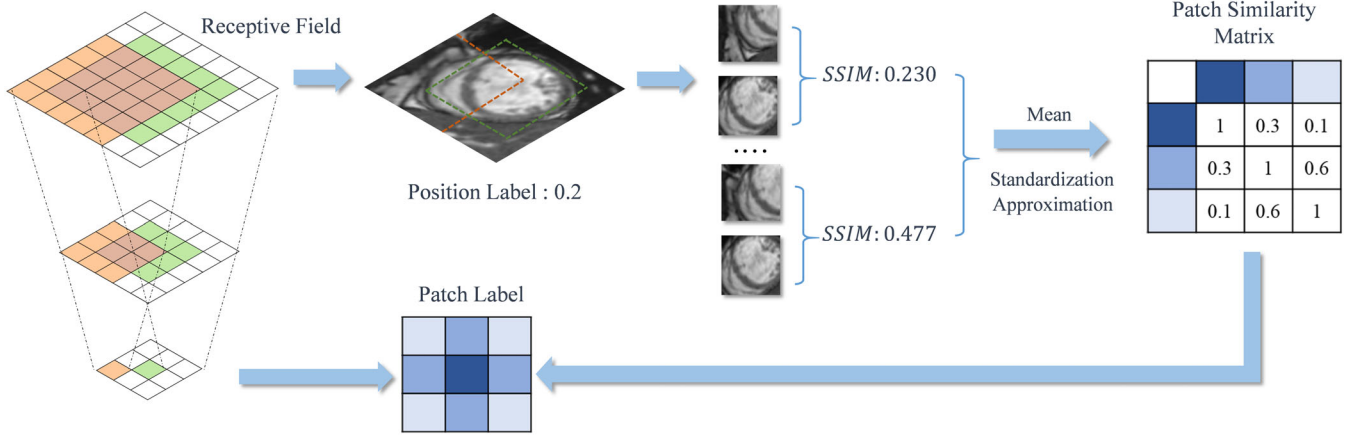 Receptive Field
Position Label : 0.2
SSIM: 0.230
....
SSIM: 0.477
Mean
Standardization
Approximation
Patch Similarity
Matrix
1 0.3 0.1
0.3 1 0.6
0.1 0.6 1
Patch Label